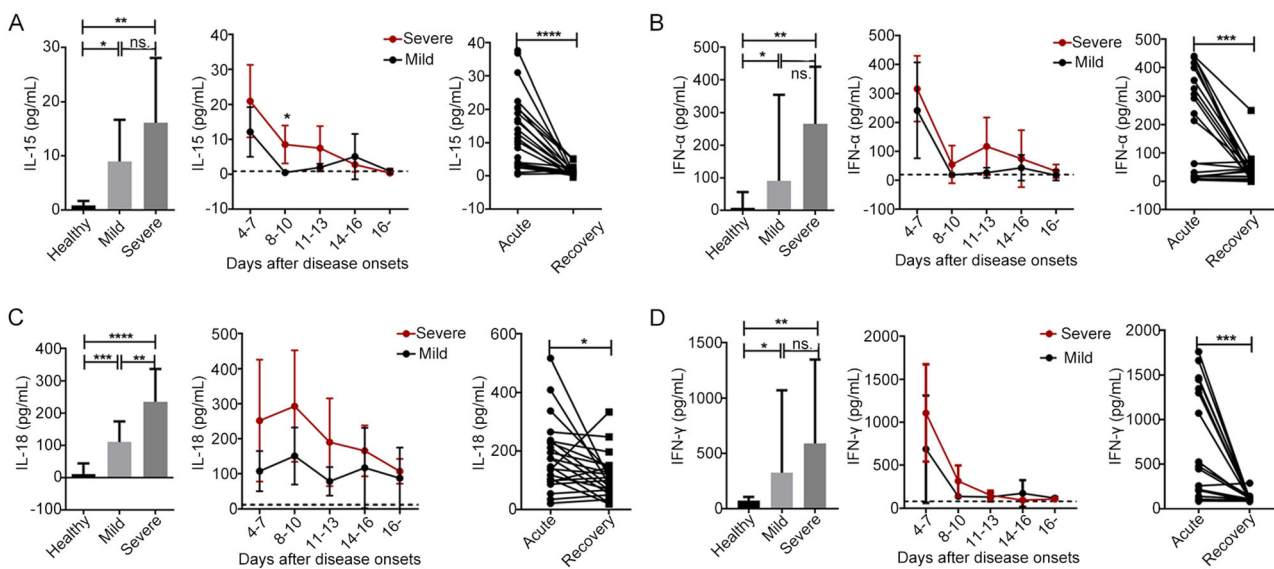 A
IL-15 (pg/mL)
30
20
10
0
**
*
ns.
Healthy
Mild
Severe
IL-15 (pg/mL)
40
30
20
10
0
-10
Severe
Mild
*
4-7
8-10
11-13
14-16
16-
Days after disease onsets
IL-15 (pg/mL)
40
30
20
10
0
-10
****
Acute
Recovery
B
IFN-α (pg/mL)
500
400
300
200
100
0
**
*
ns.
Healthy
Mild
Severe
IFN-α (pg/mL)
500
400
300
200
100
0
-100
Severe
Mild
4-7
8-10
11-13
14-16
16-
Days after disease onsets
IFN-α (pg/mL)
500
400
300
200
100
0
-100
***
Acute
Recovery
C
IL-18 (pg/mL)
400
300
200
100
0
-100
****
***
**
Healthy
Mild
Severe
IL-18 (pg/mL)
500
400
300
200
100
0
Severe
Mild
4-7
8-10
11-13
14-16
16-
Days after disease onsets
IL-18 (pg/mL)
600
400
200
0
*
Acute
Recovery
D
IFN-γ (pg/mL)
1500
1000
500
0
**
*
ns.
Healthy
Mild
Severe
IFN-γ (pg/mL)
2000
1500
1000
500
0
Severe
Mild
4-7
8-10
11-13
14-16
16-
Days after disease onsets
IFN-γ (pg/mL)
2000
1500
1000
500
0
***
Acute
Recovery